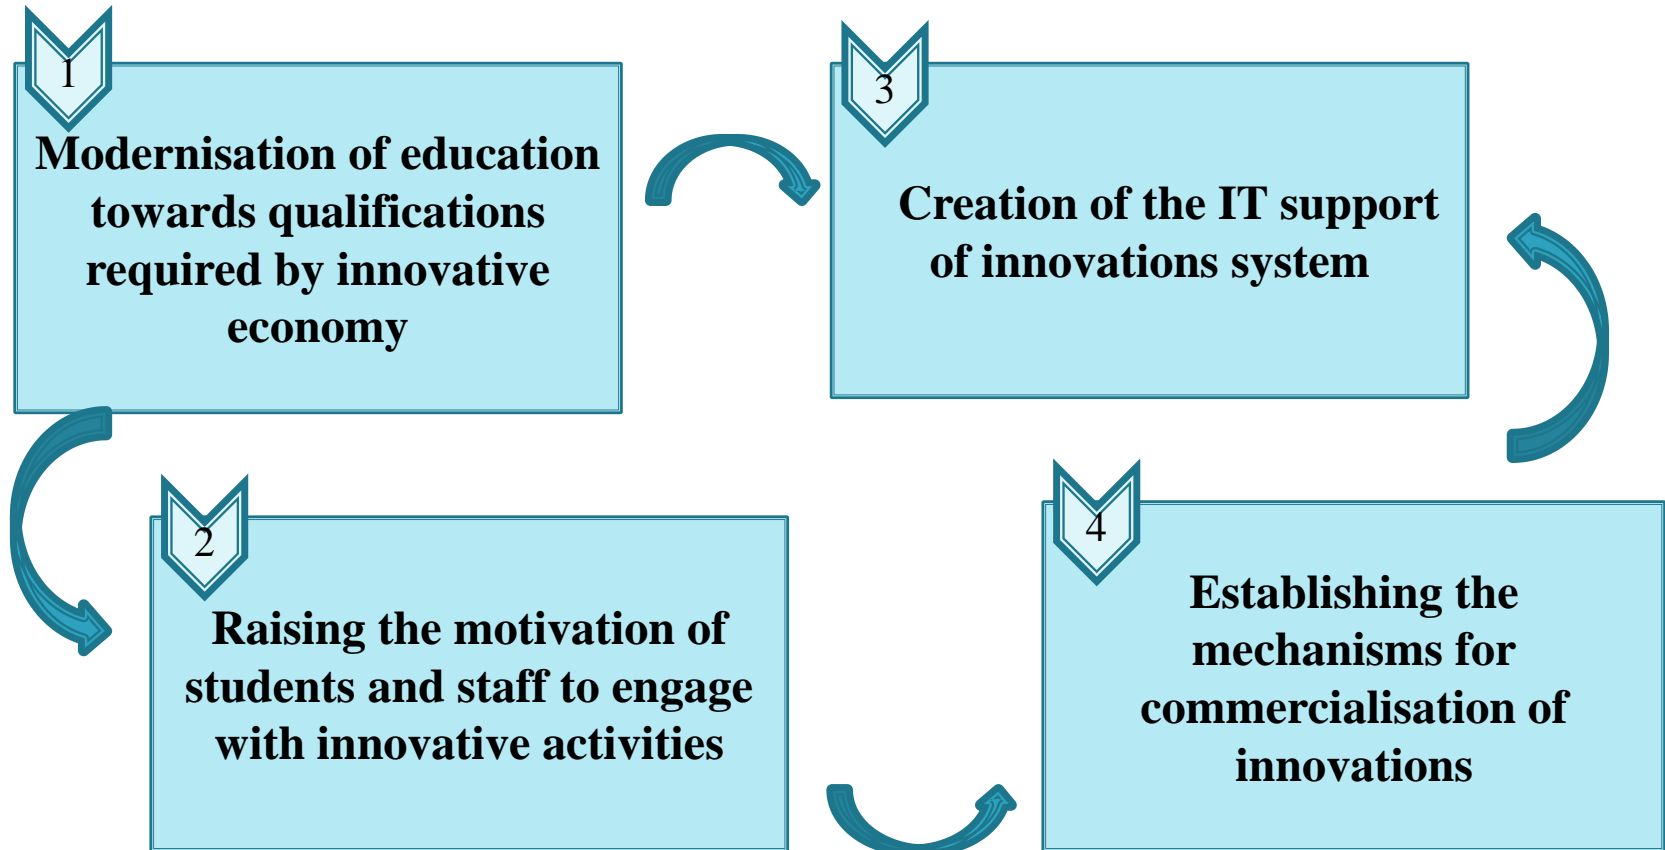 1
Modernisation of education
towards qualifications
required by innovative
economy
2
Raising the motivation of
students and staff to engage
with innovative activities
3
Creation of the IT support
of innovations system
4
Establishing the
mechanisms for
commercialisation of
innovations